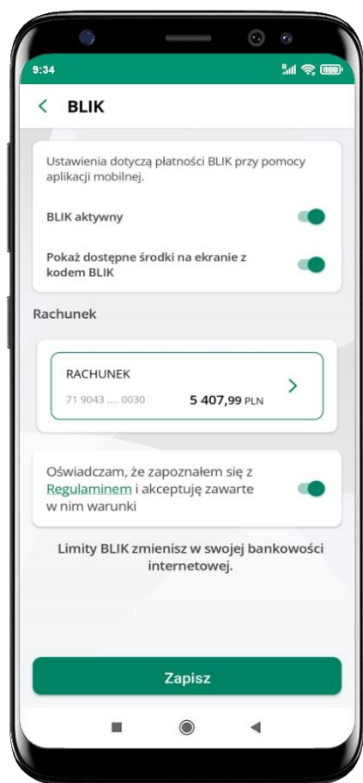 9:34
BLIK
Ustawienia dotyczą płatności BLIK przy pomocy
aplikacji mobilnej.
BLIK aktywny
Pokaż dostępne środki na ekranie z
kodem BLIK
Rachunek
RACHUNEK
71 9043 .... 0030 5 407,99 PLN
Oświadczam, że zapoznałem się z
Regulaminem i akceptuję zawarte
w nim warunki
Limity BLIK zmienisz w swojej bankowości
internetowej.
Zapisz